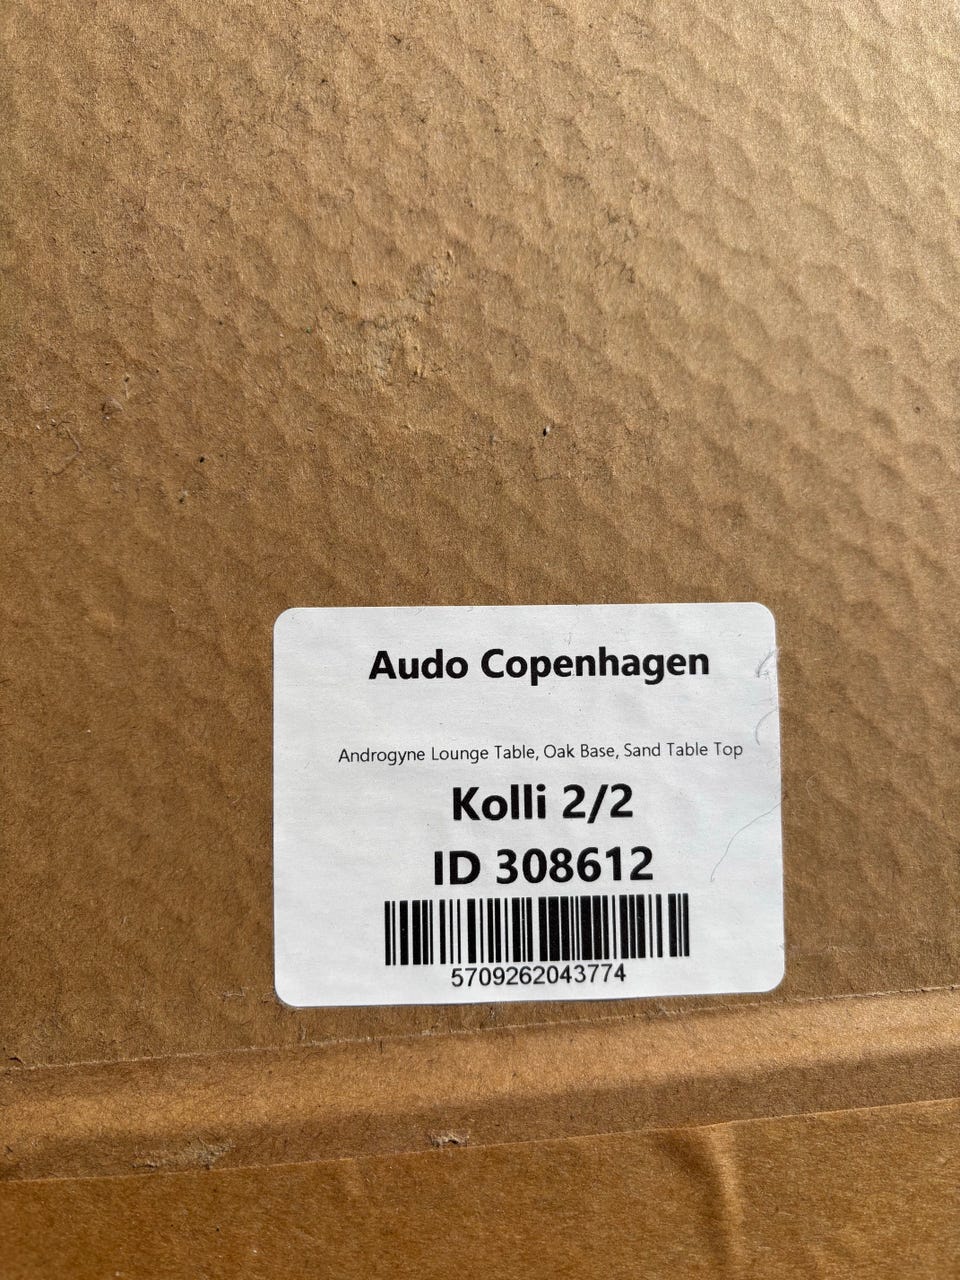 Audo Copenhagen
Androgyne Lounge Table, Oak Base, Sand Table Top
Kolli 2/2
ID 308612
5709262043774